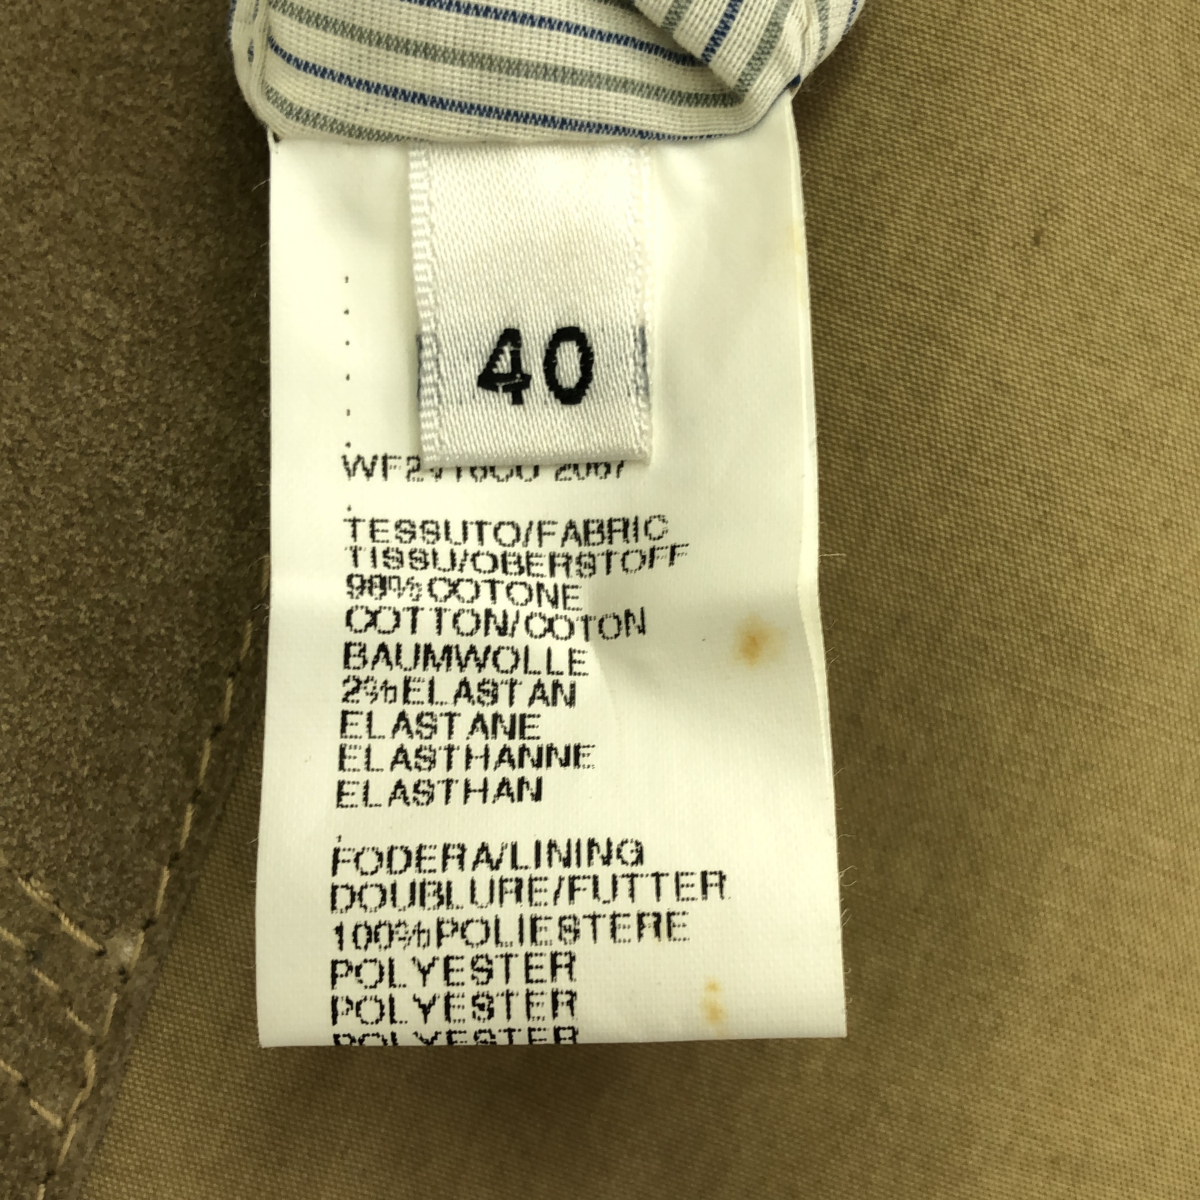 40
TESSUTO/FABRIC
TISSU/OBERSTOFF
98% COTONE
COTTON/COTON
BAUMWOLLE
2% ELASTAN
ELASTANE
ELASTHANNE
ELASTHAN
FODERA/LINING
DOUBLURE/FUTTER
100% POLIESTERE
POLYESTER
POLYESTER
POLYESTER